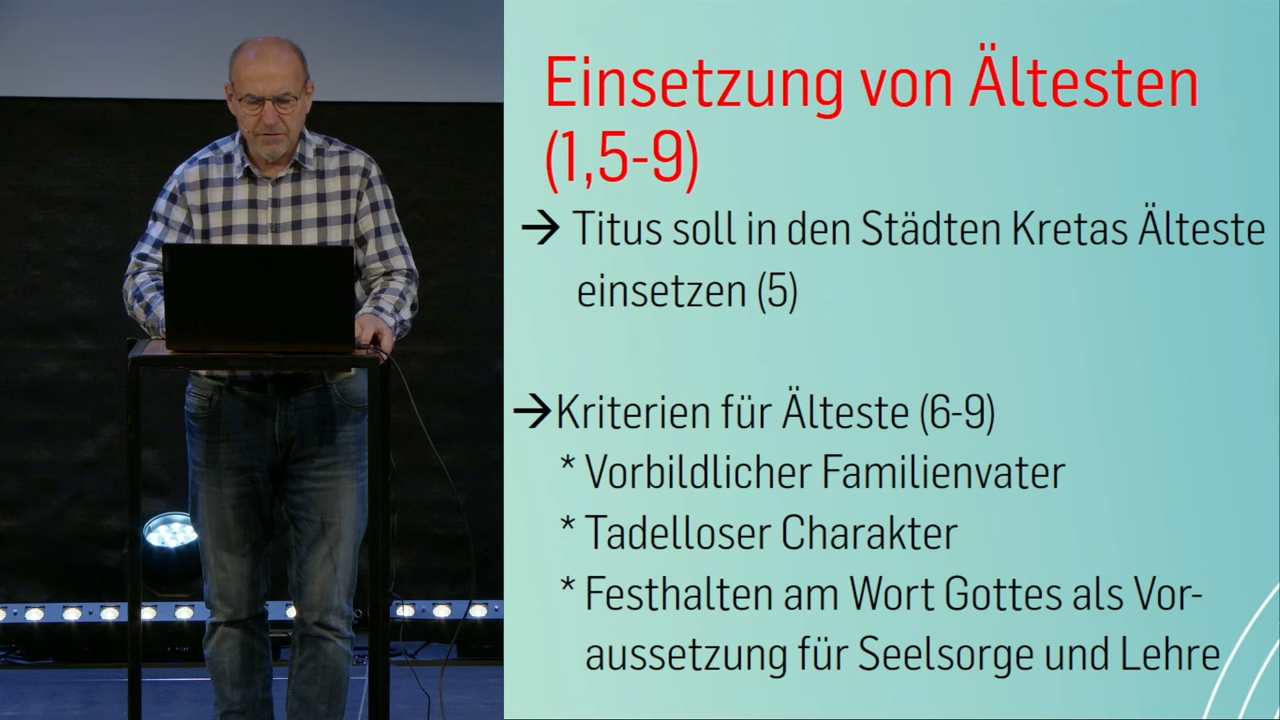 Einsetzung von Ältesten
(1,5-9)
→ Titus soll in den Städten Kretas Älteste
einsetzen (5)
→Kriterien für Älteste (6-9)
* Vorbildlicher Familienvater
* Tadelloser Charakter
* Festhalten am Wort Gottes als Vor-
aussetzung für Seelsorge und Lehre